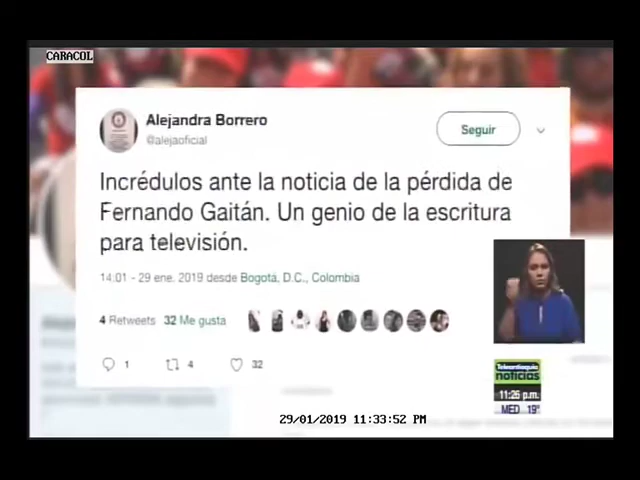 CARACOL
Alejandra Borrero
@alejaoficial
Seguir
Incrédulos ante la noticia de la pérdida de
Fernando Gaitán. Un genio de la escritura
para televisión.
14:01 - 29 ene. 2019 desde Bogotá, D.C., Colombia
4 Retweets 32 Me gusta
1 4 32
Teleantioquia
noticias
11:26 p.m.
MED 19°
29/01/2019 11:33:52 PM